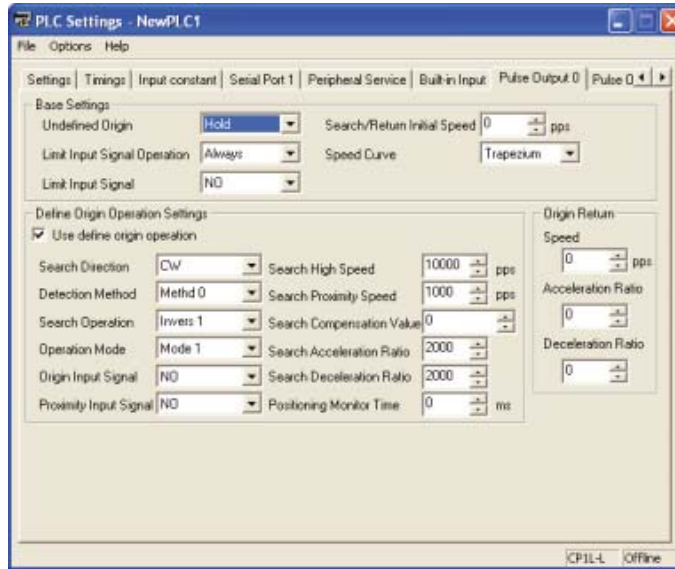 PLC Settings - NewPLC1
File Options Help
Settings Timings Input constant Serial Port 1 Peripheral Service Built-in Input Pulse Output 0 Pulse O
Base Settings
Undefined Origin Hold Search/Return Initial Speed 0 pps
Limit Input Signal Operation Always Speed Curve Trapezium
Limit Input Signal NO
Define Origin Operation Settings
Use define origin operation
Search Direction CW Search High Speed 10000 pps
Detection Method Methd 0 Search Proximity Speed 1000 pps
Search Operation Invers 1 Search Compensation Value 0
Operation Mode Mode 1 Search Acceleration Ratio 2000
Origin Input Signal NO Search Deceleration Ratio 2000
Proximity Input Signal NO Positioning Monitor Time 0 ms
Origin Return
Speed
0 pps
Acceleration Ratio
0
Deceleration Ratio
0
CP1L-L Offline